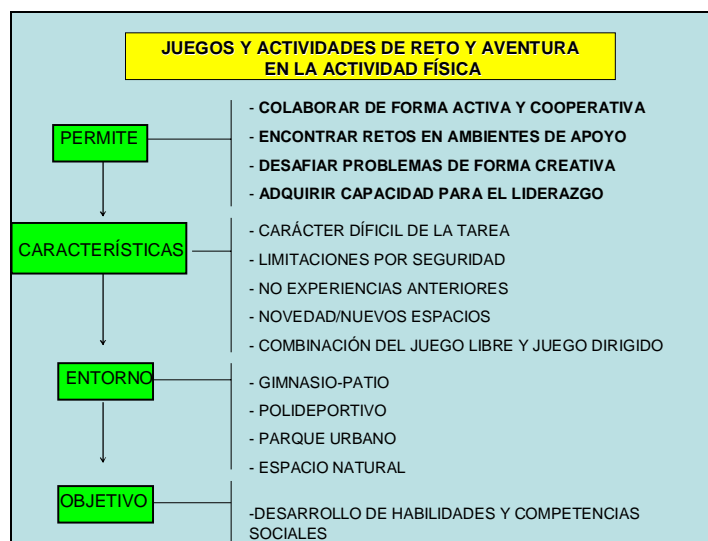 JUEGOS Y ACTIVIDADES DE RETO Y AVENTURA
EN LA ACTIVIDAD FÍSICA
PERMITE
- COLABORAR DE FORMA ACTIVA Y COOPERATIVA
- ENCONTRAR RETOS EN AMBIENTES DE APOYO
- DESAFIAR PROBLEMAS DE FORMA CREATIVA
- ADQUIRIR CAPACIDAD PARA EL LIDERAZGO
CARACTERÍSTICAS
- CARÁCTER DÍFICIL DE LA TAREA
- LIMITACIONES POR SEGURIDAD
- NO EXPERIENCIAS ANTERIORES
- NOVEDAD/NUEVOS ESPACIOS
- COMBINACIÓN DEL JUEGO LIBRE Y JUEGO DIRIGIDO
ENTORNO
- GIMNASIO-PATIO
- POLIDEPORTIVO
- PARQUE URBANO
- ESPACIO NATURAL
OBJETIVO
-DESARROLLO DE HABILIDADES Y COMPETENCIAS
SOCIALES